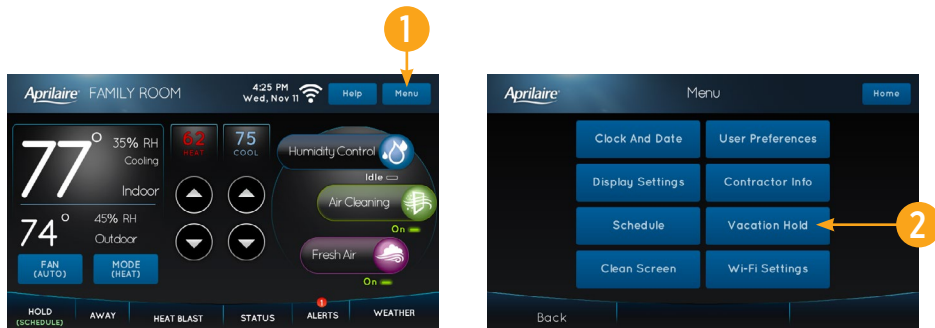 1
Aprilaire FAMILY ROOM
4:25 PM
Wed, Nov 11
Help
Menu
77°
35% RH
Cooling
Indoor
74°
45% RH
Outdoor
62
HEAT
75
COOL
Humidity Control
Idle
Air Cleaning
On
Fresh Air
On
FAN
(AUTO)
MODE
(HEAT)
HOLD
(SCHEDULE)
AWAY
HEAT BLAST
STATUS
1
ALERTS
WEATHER
Aprilaire
Menu
Home
Clock And Date
User Preferences
Display Settings
Contractor Info
Schedule
Vacation Hold
2
Clean Screen
Wi-Fi Settings
Back